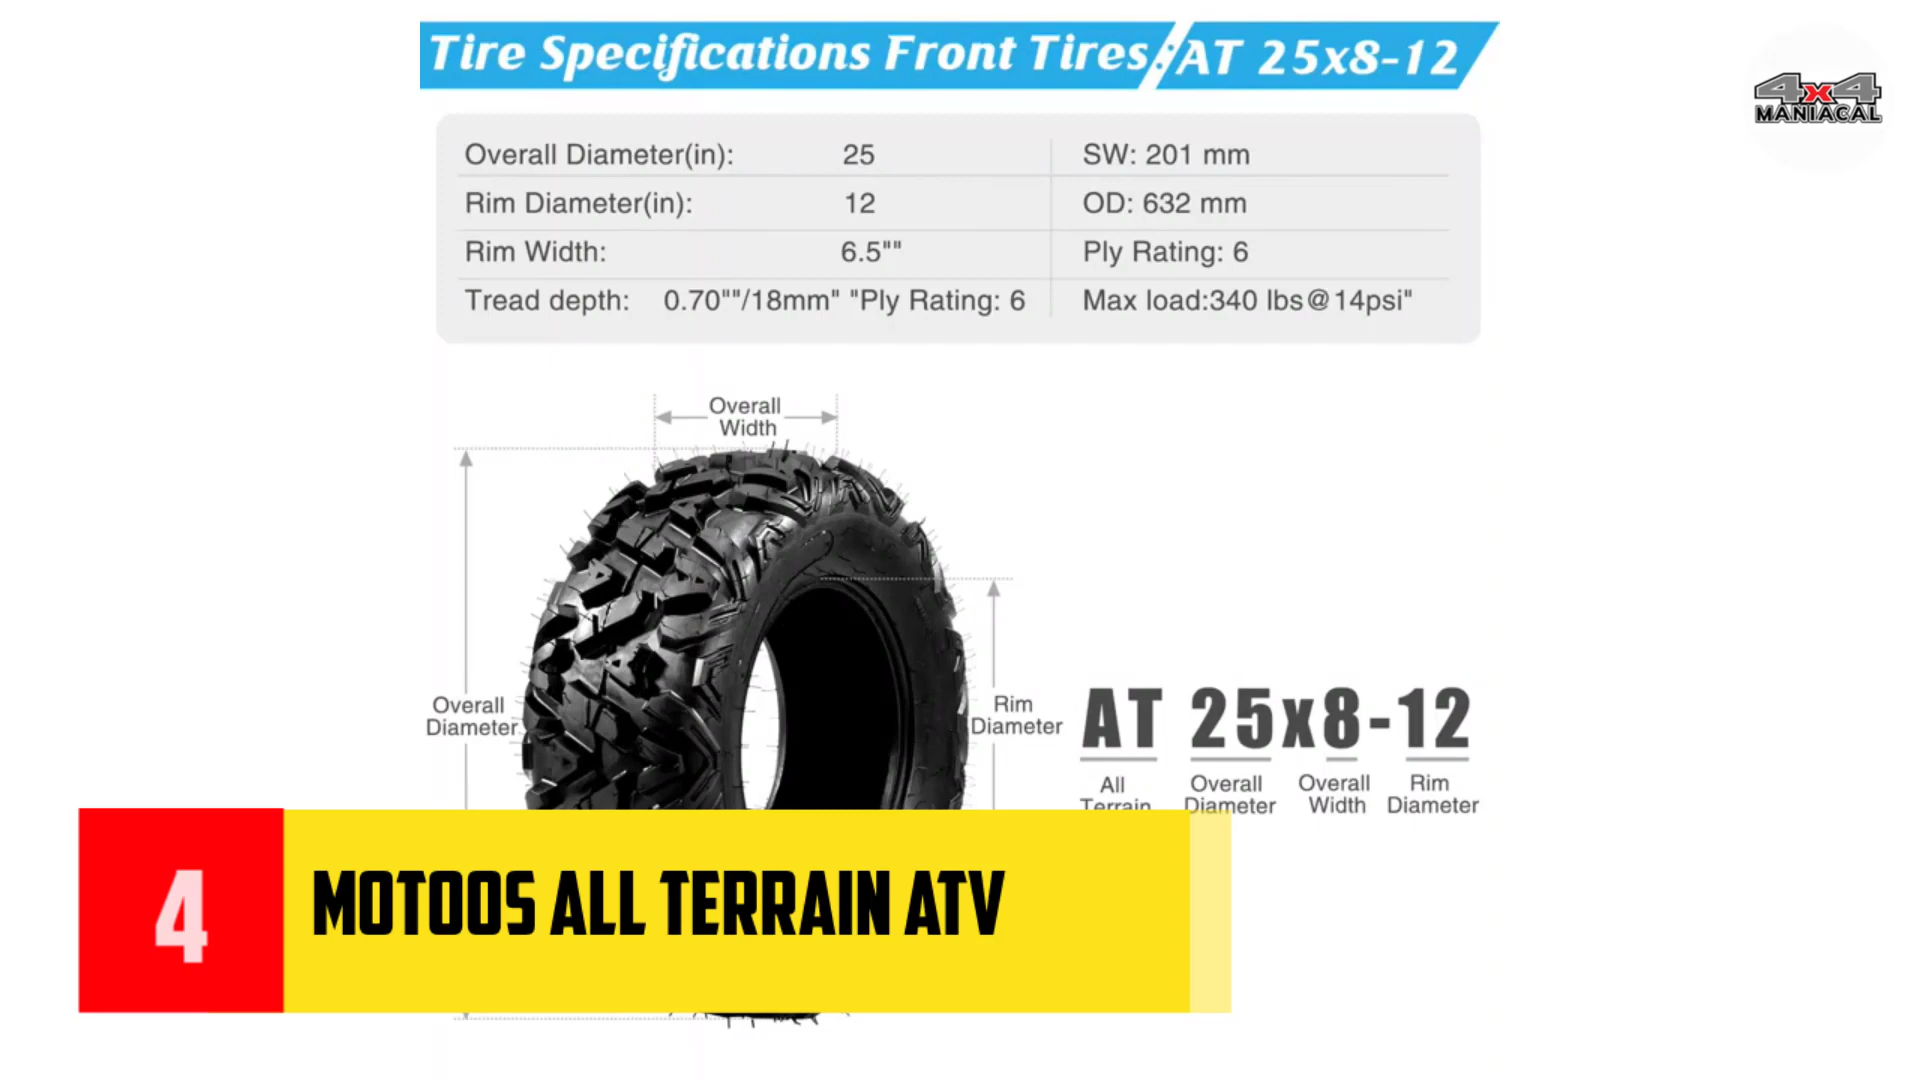 Tire Specifications Front Tires: AT 25x8-12
4x4
MANIACAL
Overall Diameter(in): 25 SW: 201 mm
Rim Diameter(in): 12 OD: 632 mm
Rim Width: 6.5"" Ply Rating: 6
Tread depth: 0.70""/18mm" "Ply Rating: 6 Max load:340 lbs@14psi"
Overall
Width
Overall
Diameter
Rim
Diameter
AT 25x8-12
All Overall Overall Rim
Terrain Diameter Width Diameter
4
MOTOOS ALL TERRAIN ATV